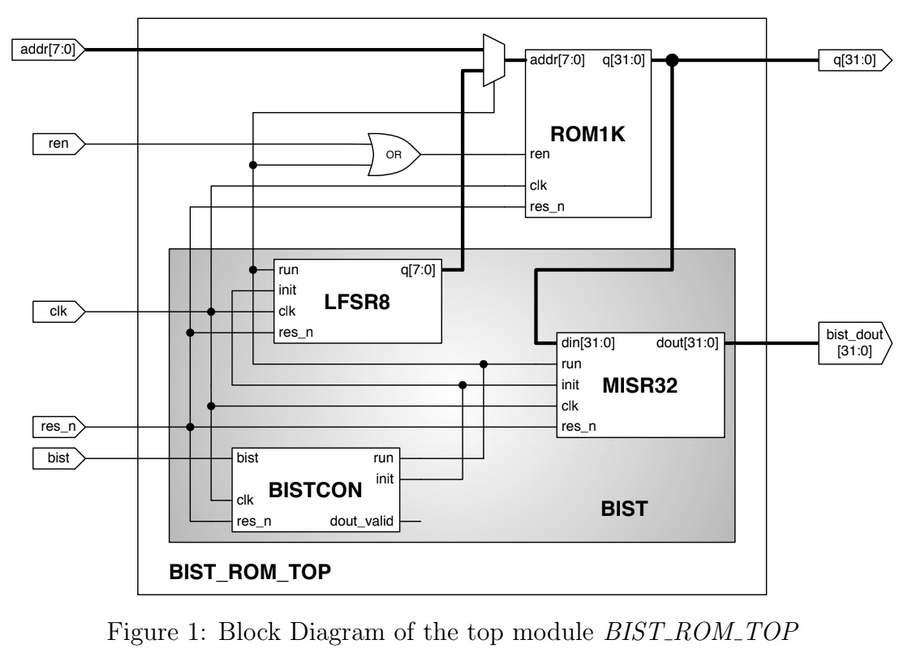 addr[7:0]
addr[7:0] q[31:0]
q[31:0]
ROM1K
ren
OR
ren
clk
res_n
run q[7:0]
init
LFSR8
clk
clk
res_n
din[31:0] dout[31:0]
bist_dout
[31:0]
run
init
MISR32
clk
res_n
res_n
bist
bist run
init
BISTCON
clk
res_n dout_valid
BIST
BIST_ROM_TOP
Figure 1: Block Diagram of the top module BIST_ROM_TOP